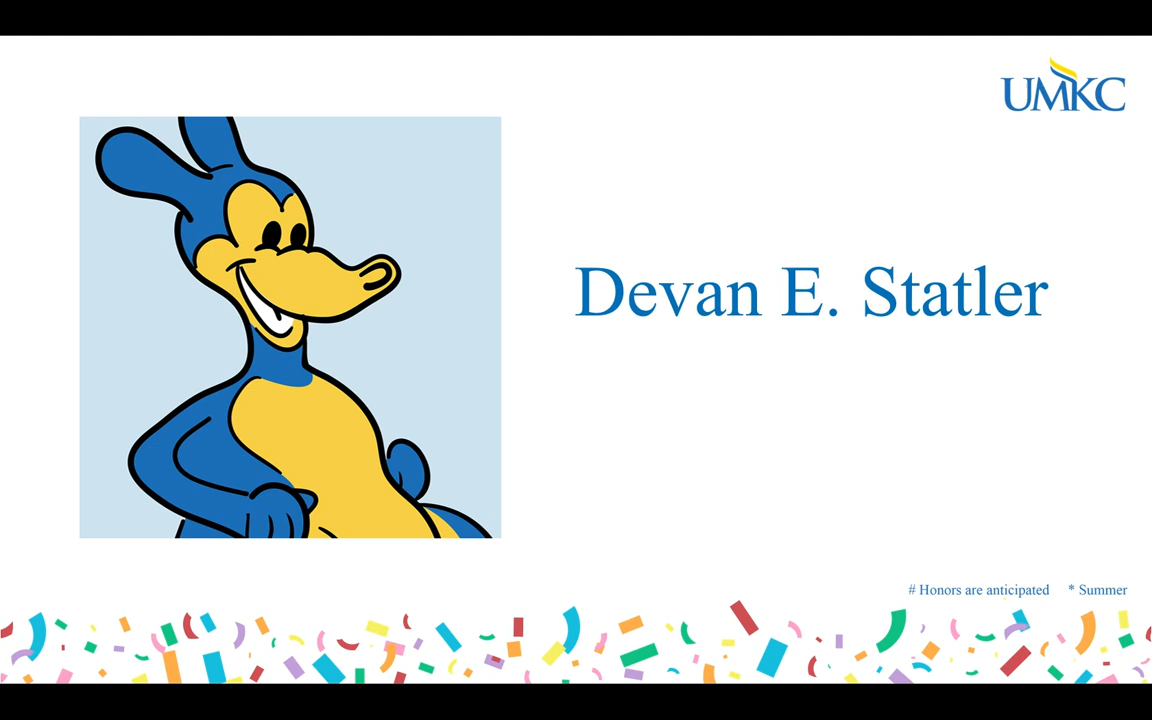 UMKC
Devan E. Statler
# Honors are anticipated * Summer